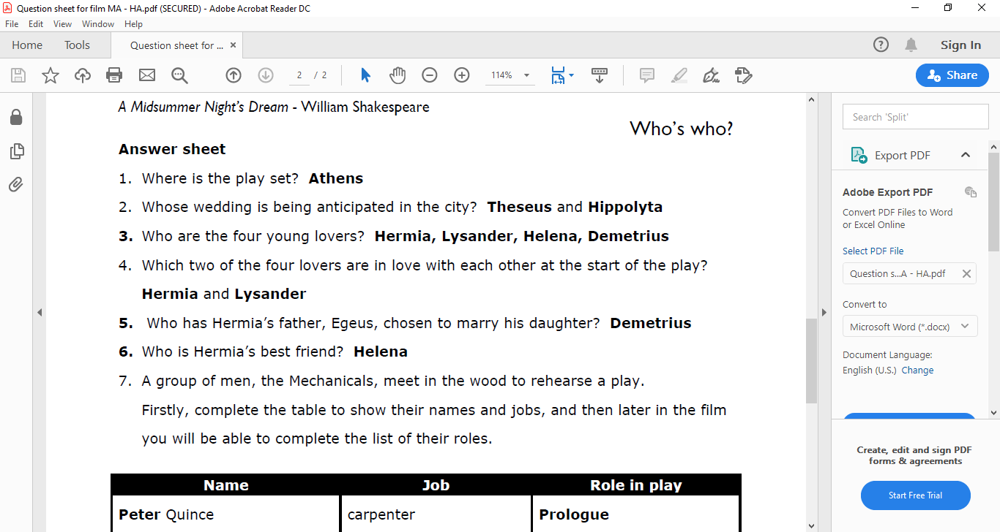 Question sheet for film MA - HA.pdf (SECURED) - Adobe Acrobat Reader DC
File Edit View Window Help
Home Tools Question sheet for ... × ? Sign In
2 / 2 114% Share
A Midsummer Night's Dream - William Shakespeare
Who's who?
Answer sheet
1. Where is the play set? Athens
2. Whose wedding is being anticipated in the city? Theseus and Hippolyta
3. Who are the four young lovers? Hermia, Lysander, Helena, Demetrius
4. Which two of the four lovers are in love with each other at the start of the play?
Hermia and Lysander
5. Who has Hermia's father, Egeus, chosen to marry his daughter? Demetrius
6. Who is Hermia's best friend? Helena
7. A group of men, the Mechanicals, meet in the wood to rehearse a play.
Firstly, complete the table to show their names and jobs, and then later in the film
you will be able to complete the list of their roles.
Name Job Role in play
Peter Quince carpenter Prologue
Search 'Split'
Export PDF
Adobe Export PDF
Convert PDF Files to Word
or Excel Online
Select PDF File
Question s...A - HA.pdf
Convert to
Microsoft Word (*.docx)
Document Language:
English (U.S.) Change
Create, edit and sign PDF
forms & agreements
Start Free Trial